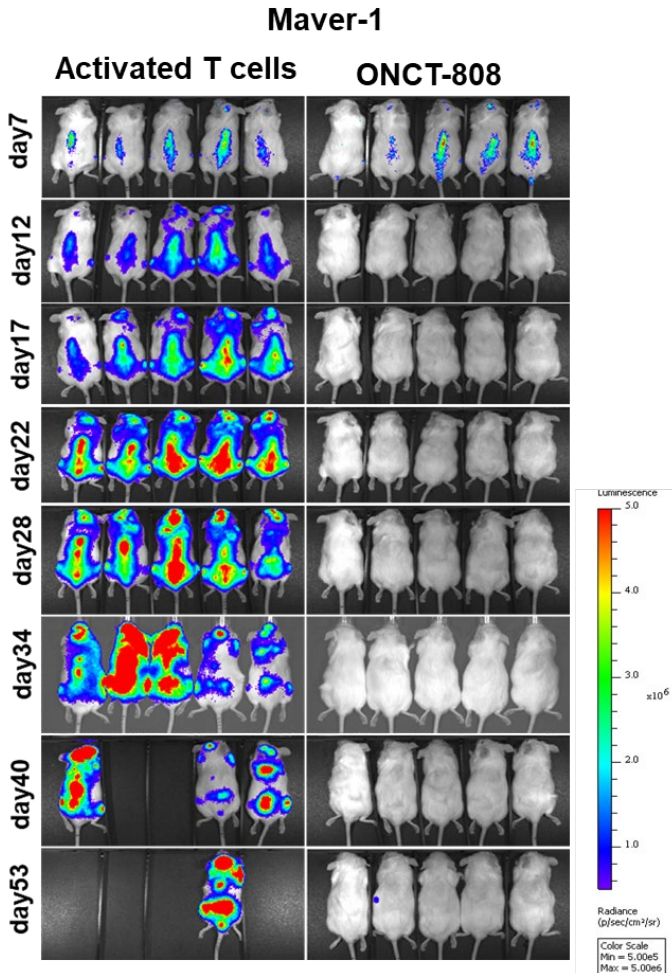 Maver-1
Activated T cells
ONCT-808
day7
day12
day17
day22
day28
day34
day40
day53
Luminescence
5.0
4.0
3.0
x10⁶
2.0
1.0
Radiance
(p/sec/cm²/sr)
Color Scale
Min = 5.00e5
Max = 5.00e6